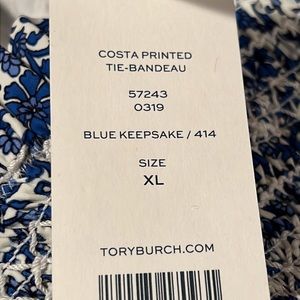 COSTA PRINTED
TIE-BANDEAU
57243
0319
BLUE KEEPSAKE / 414
SIZE
XL
TORYBURCH.COM